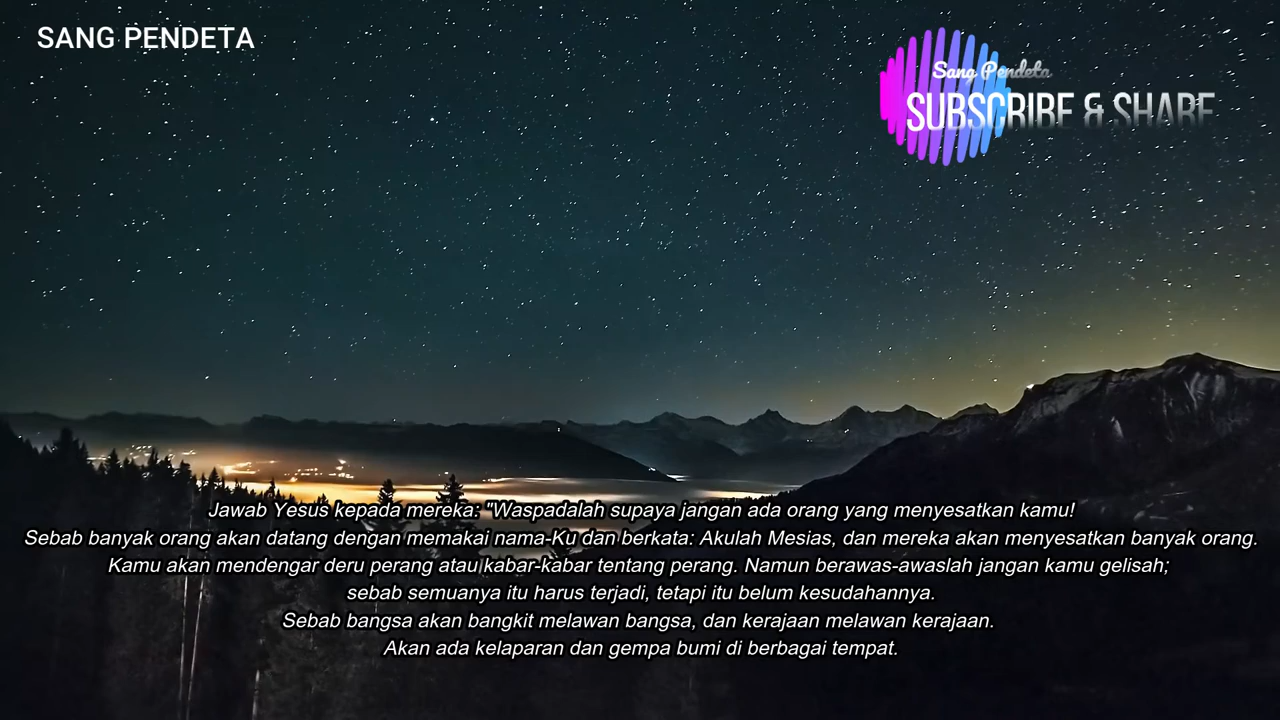 SANG PENDETA
Sang Pendeta
SUBSCRIBE & SHARE
Jawab Yesus kepada mereka: "Waspadalah supaya jangan ada orang yang menyesatkan kamu!
Sebab banyak orang akan datang dengan memakai nama-Ku dan berkata: Akulah Mesias, dan mereka akan menyesatkan banyak orang.
Kamu akan mendengar deru perang atau kabar-kabar tentang perang. Namun berawas-awaslah jangan kamu gelisah;
sebab semuanya itu harus terjadi, tetapi itu belum kesudahannya.
Sebab bangsa akan bangkit melawan bangsa, dan kerajaan melawan kerajaan.
Akan ada kelaparan dan gempa bumi di berbagai tempat.